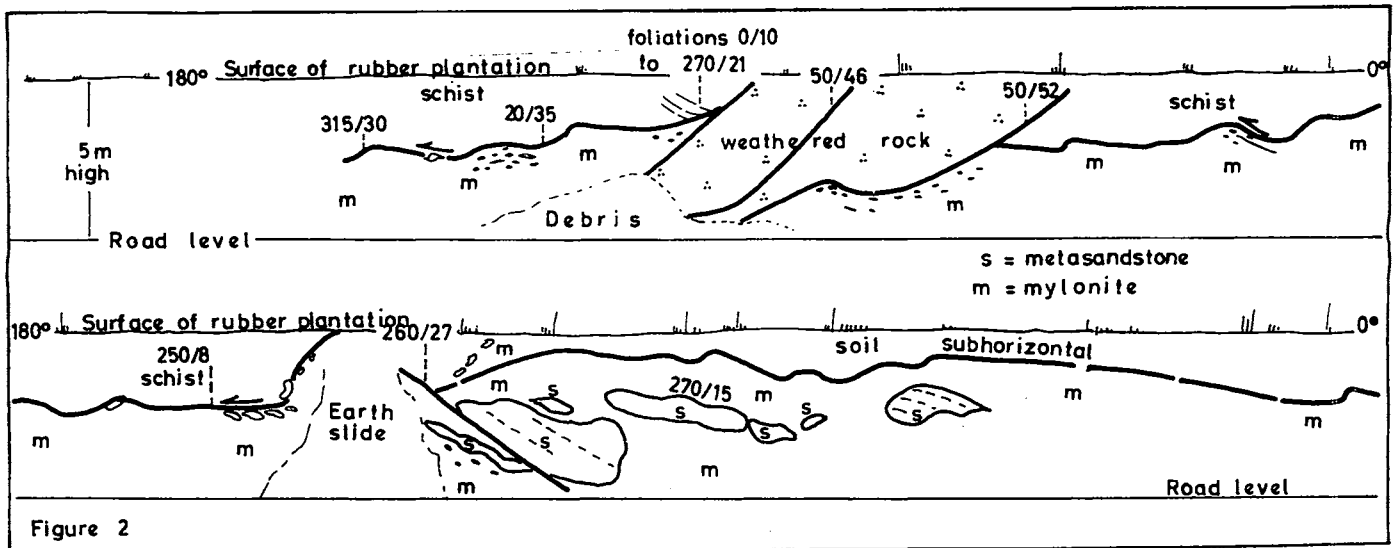 foliations 0/10
to 270/21
180° Surface of rubber plantation 0°
schist
50/46
50/52
schist
315/30
20/35
5m
high
weathered rock
m
m
m
m
m
m
m
Debris
Road level
s = metasandstone
m = mylonite
180° Surface of rubber plantation 0°
260/27
soil subhorizontal
250/8
schist
m
m
m
m
270/15
s
s
s
s
s
s
s
Earth
slide
m
m
m
m
m
Road level
Figure 2